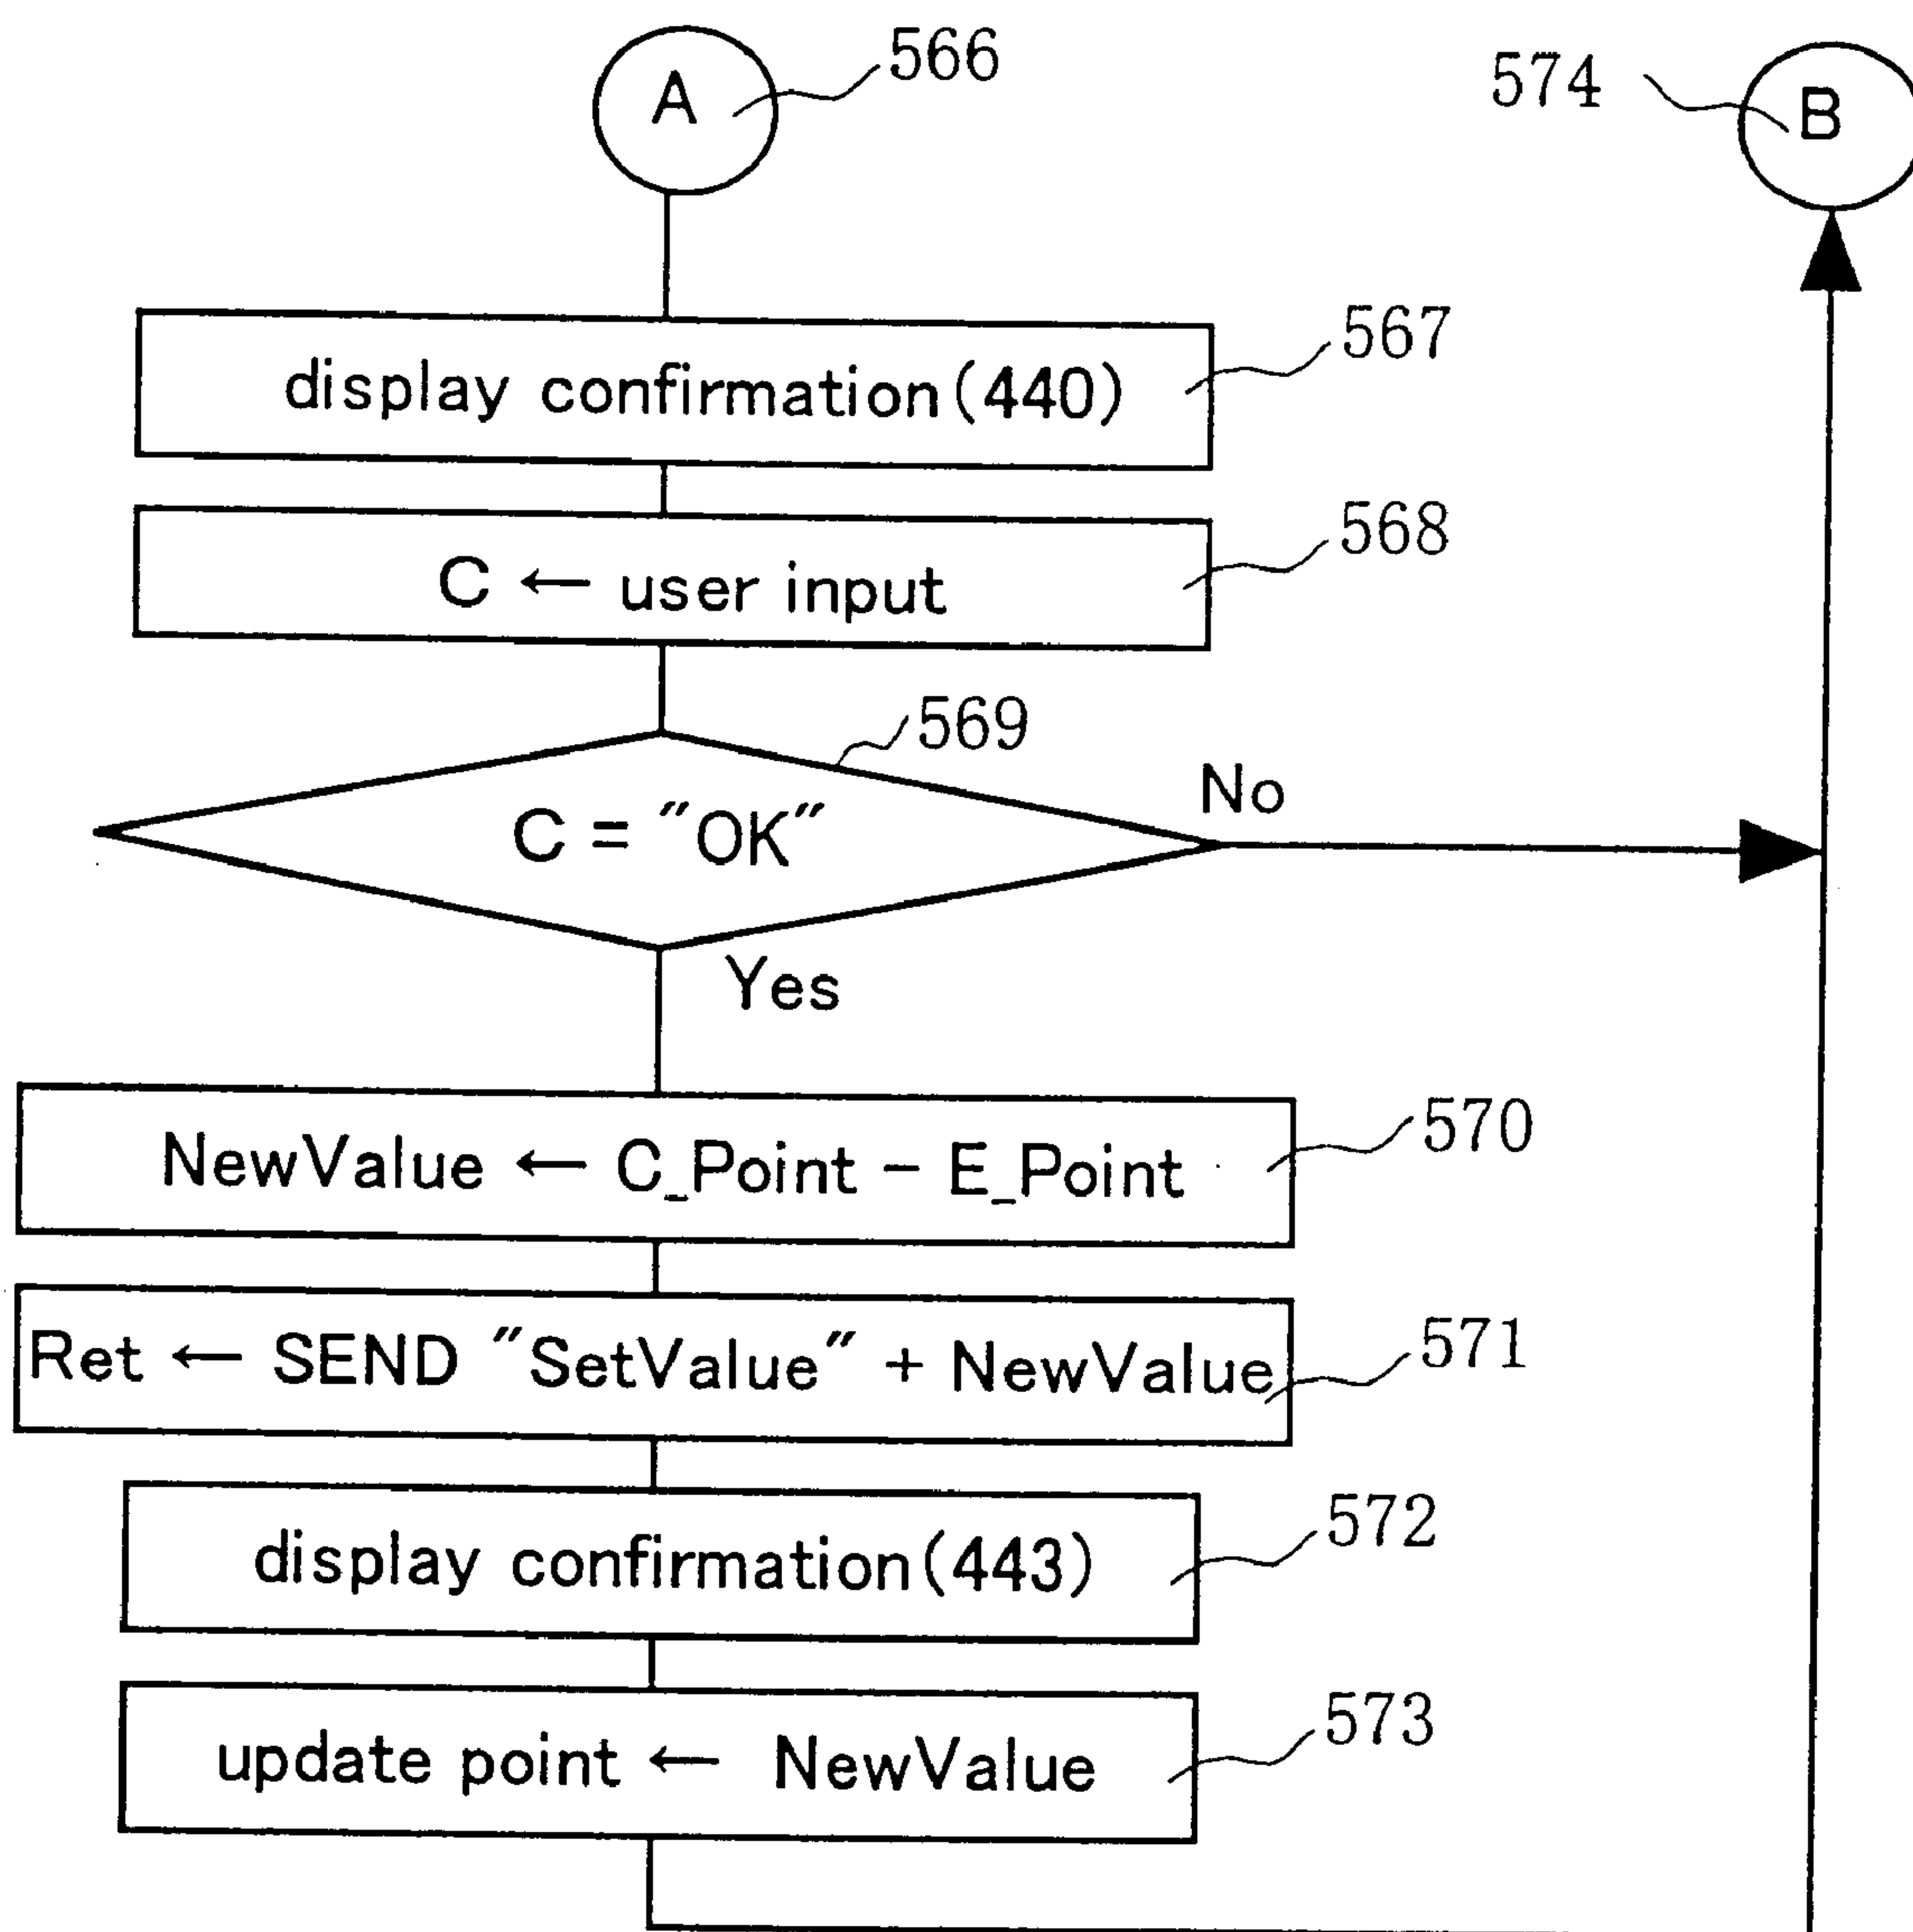 A
566
574
B
display confirmation(440)
567
C ← user input
568
569
C = "OK"
No
Yes
NewValue ← C_Point - E_Point
570
Ret ← SEND "SetValue" + NewValue
571
display confirmation(443)
572
update point ← NewValue
573